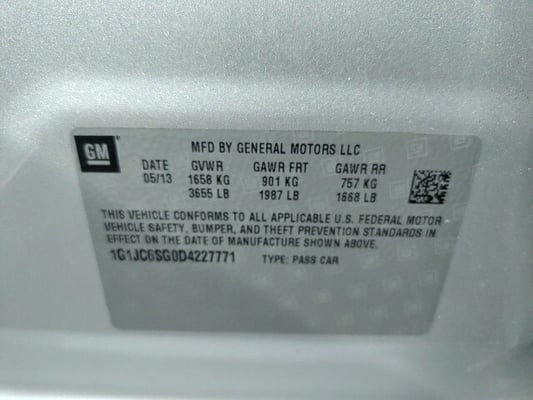 GM
MFD BY GENERAL MOTORS LLC
DATE GVWR GAWR FRT GAWR RR
05/13 1658 KG 901 KG 757 KG
3655 LB 1987 LB 1668 LB
THIS VEHICLE CONFORMS TO ALL APPLICABLE U.S. FEDERAL MOTOR
VEHICLE SAFETY, BUMPER, AND THEFT PREVENTION STANDARDS IN
EFFECT ON THE DATE OF MANUFACTURE SHOWN ABOVE.
1G1JC6SG0D4227771 TYPE: PASS CAR